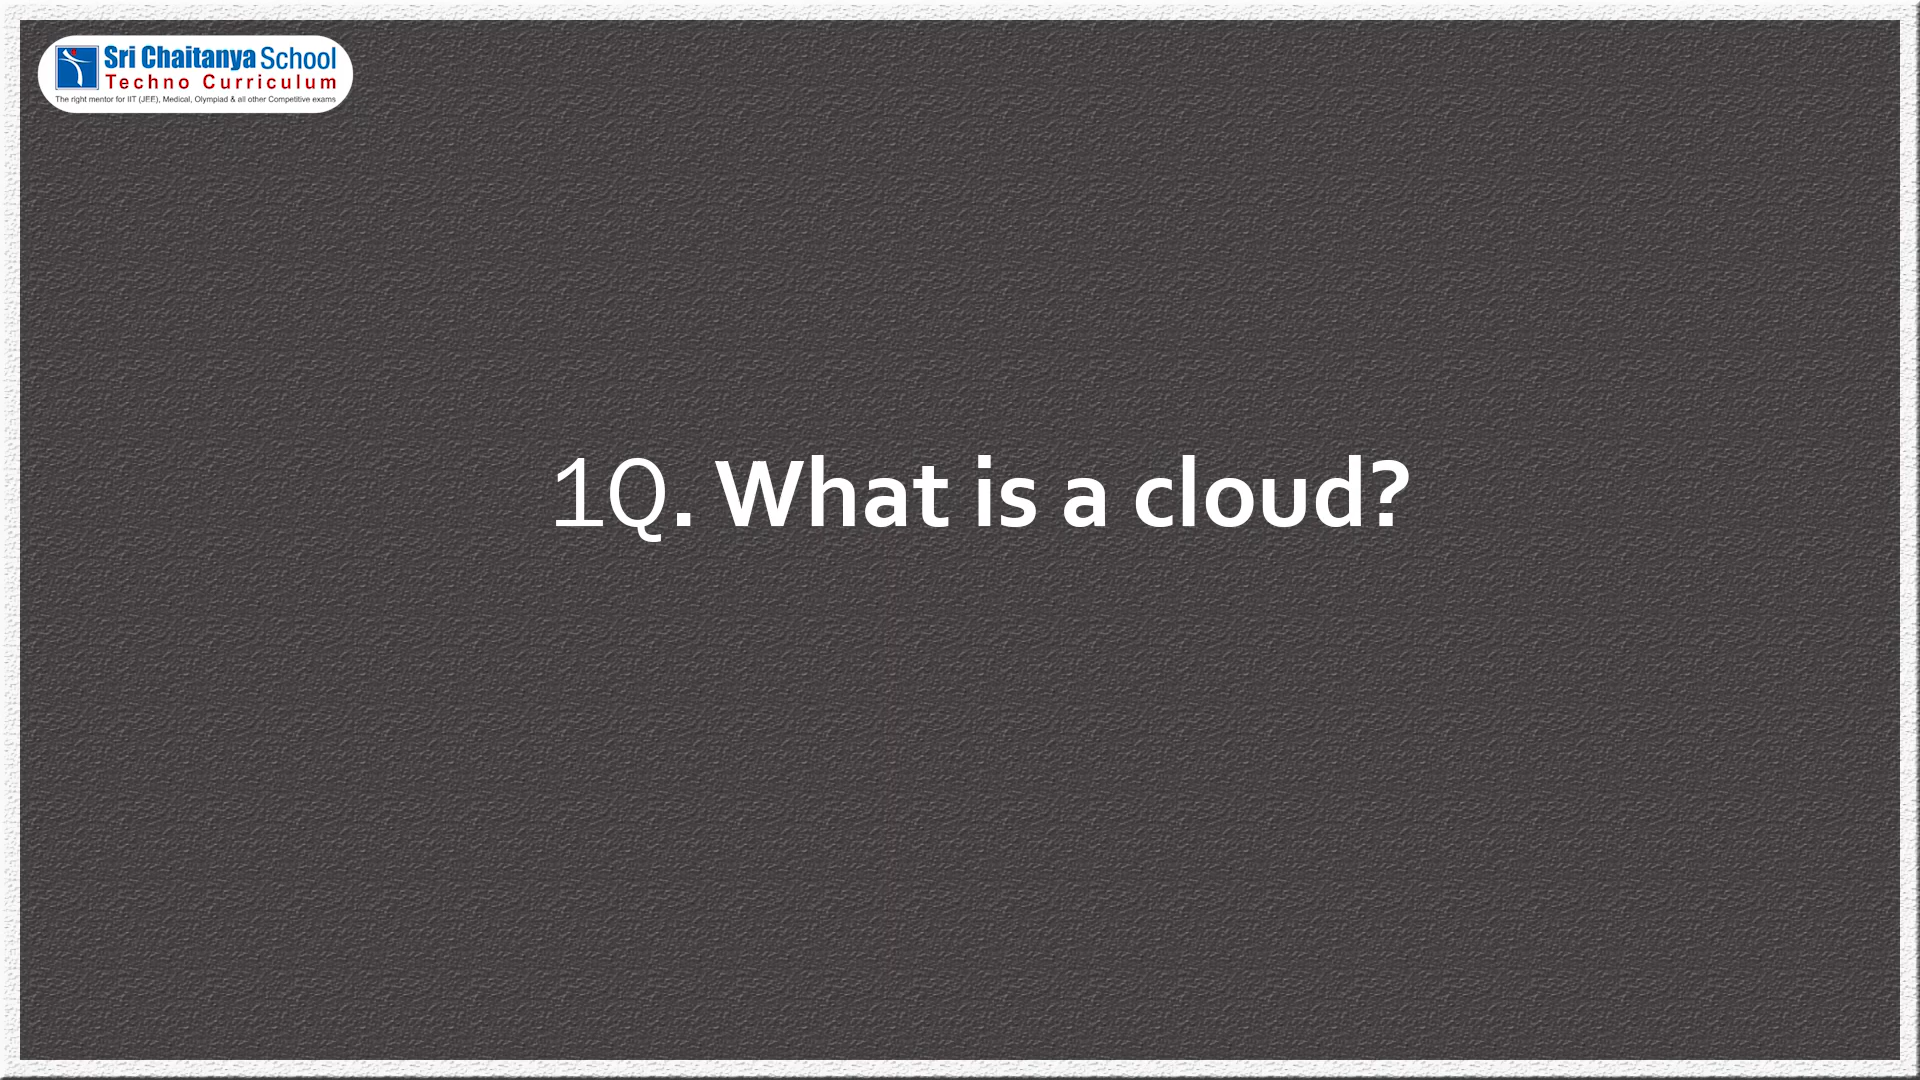 Sri Chaitanya School
Techno Curriculum
The right mentor for IIT (JEE), Medical, Olympiad & all other Competitive exams
1Q. What is a cloud?